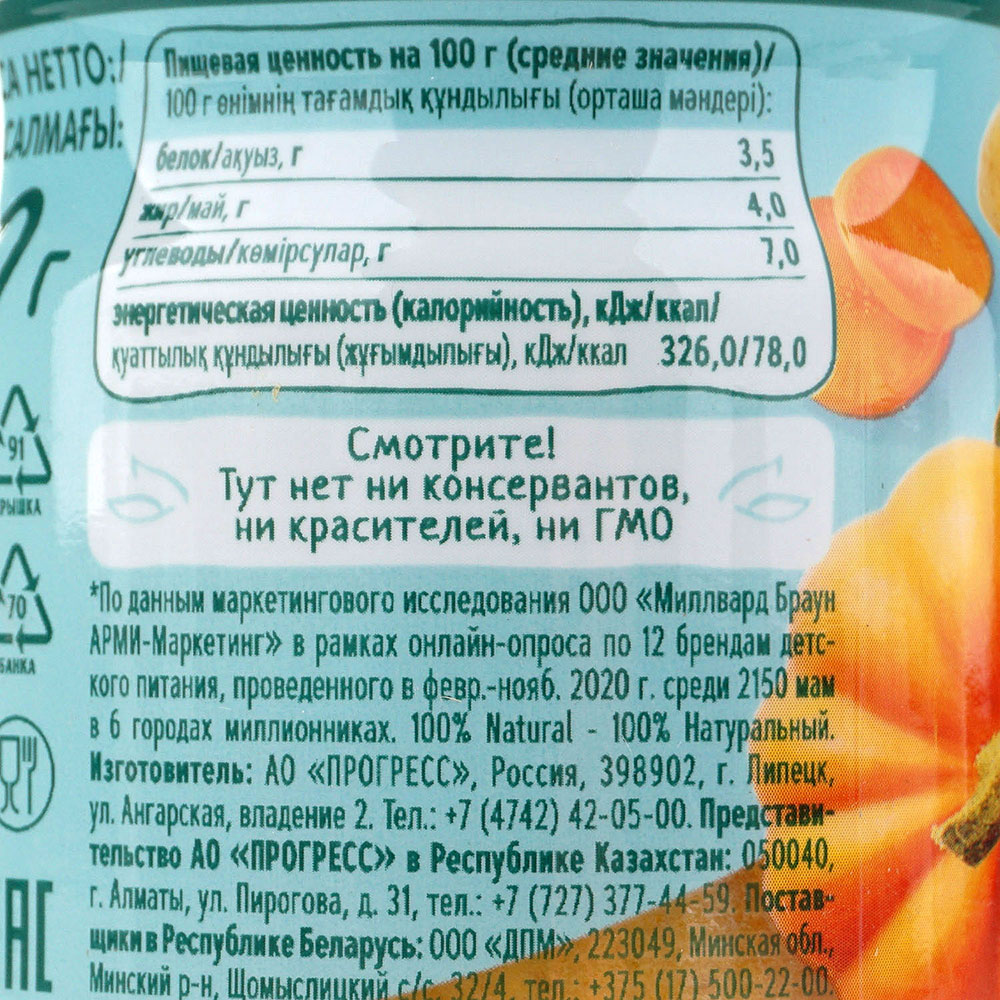 СА НЕТТО:/
САЛМАҒЫ:
г
Пищевая ценность на 100 г (средние значения)/
100 г өнімнің тағамдық құндылығы (орташа мәндері):
белок/ақуыз, г 3,5
жир/май, г 4,0
углеводы/көмірсулар, г 7,0
энергетическая ценность (калорийность), кДж/ккал/
қуаттылық құндылығы (жұғымдылығы), кДж/ккал 326,0/78,0
91
РЫШКА
70
БАНКА
Смотрите!
Тут нет ни консервантов,
ни красителей, ни ГМО
*По данным маркетингового исследования ООО «Миллвард Браун
АРМИ-Маркетинг» в рамках онлайн-опроса по 12 брендам детс-
кого питания, проведенного в февр.-нояб. 2020 г. среди 2150 мам
в 6 городах миллионниках. 100% Natural - 100% Натуральный.
Изготовитель: АО «ПРОГРЕСС», Россия, 398902, г. Липецк,
ул. Ангарская, владение 2. Тел.: +7 (4742) 42-05-00. Представи-
тельство АО «ПРОГРЕСС» в Республике Казахстан: 050040,
г. Алматы, ул. Пирогова, д. 31, тел.: +7 (727) 377-44-59. Постав-
щики в Республике Беларусь: ООО «ДПМ», 223049, Минская обл.,
Минский р-н, Щомыслицкий с/с, 32/4, тел.: +375 (17) 500-22-00.
ЕАС